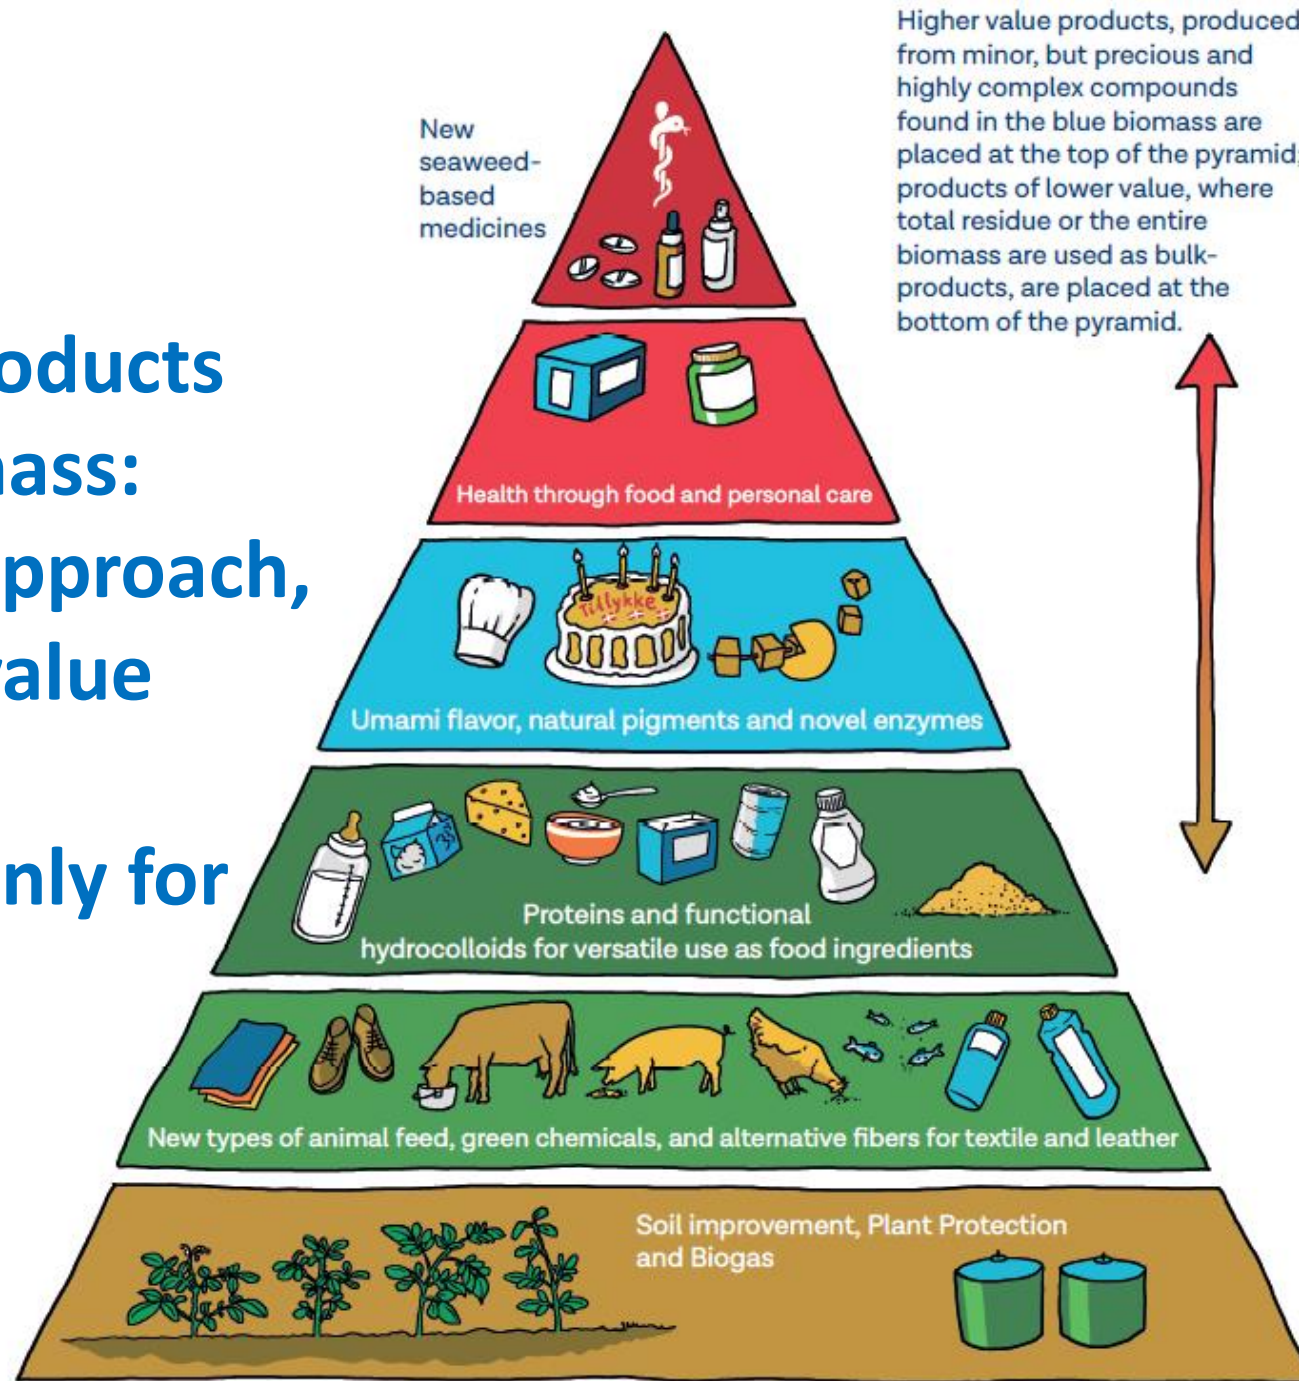 Higher value products, produced
from minor, but precious and
highly complex compounds
found in the blue biomass are
placed at the top of the pyramid;
products of lower value, where
total residue or the entire
biomass are used as bulk-
products, are placed at the
bottom of the pyramid.
New
seaweed-
based
medicines
oducts
ass:
pproach,
value
nly for
Health through food and personal care
Tillykke
Umami flavor, natural pigments and novel enzymes
Proteins and functional
hydrocolloids for versatile use as food ingredients
New types of animal feed, green chemicals, and alternative fibers for textile and leather
Soil improvement, Plant Protection
and Biogas